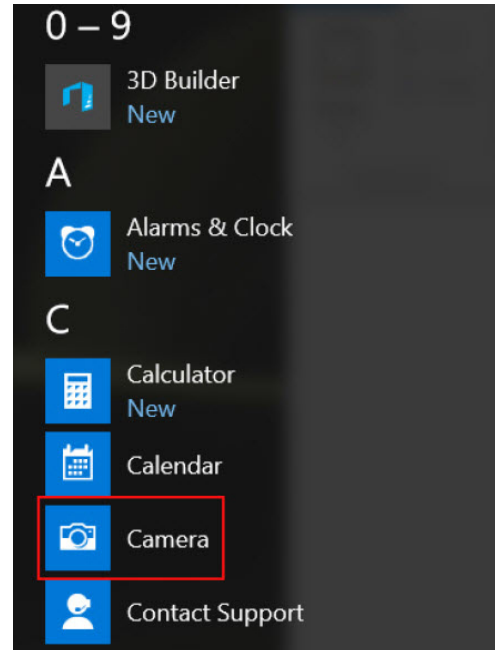 0 – 9
3D Builder
New
A
Alarms & Clock
New
C
Calculator
New
Calendar
Camera
Contact Support